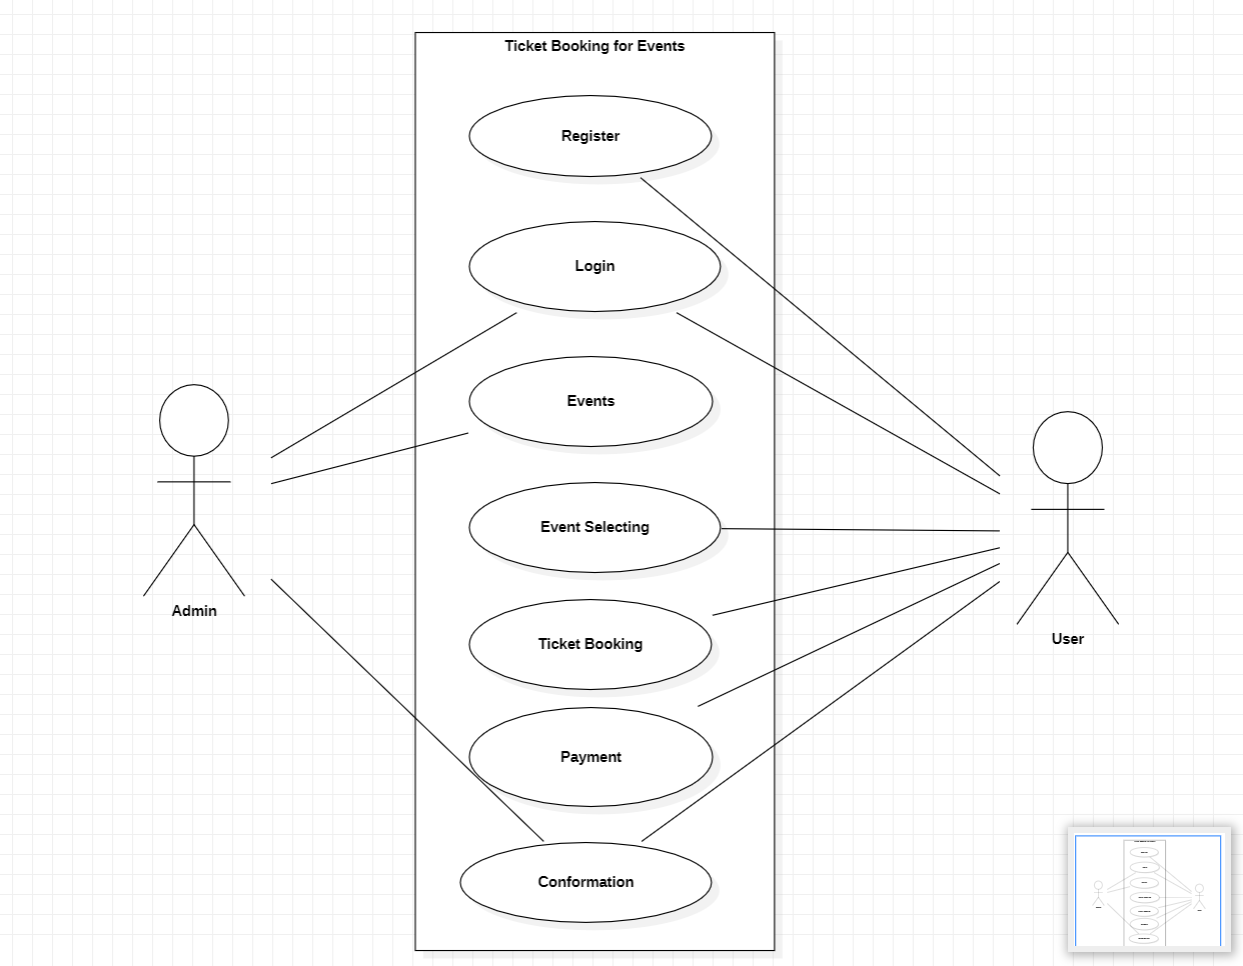 Ticket Booking for Events
Register
Login
Events
Event Selecting
Admin
User
Ticket Booking
Payment
Conformation